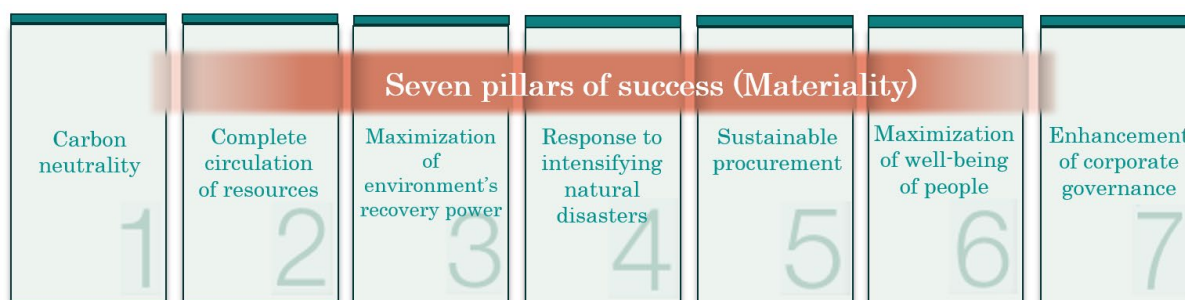 Seven pillars of success (Materiality)
Carbon
neutrality
1
Complete
circulation
of resources
2
Maximization
of
environment's
recovery power
3
Response to
intensifying
natural
disasters
4
Sustainable
procurement
5
Maximization
of well-being
of people
6
Enhancement
of corporate
governance
7